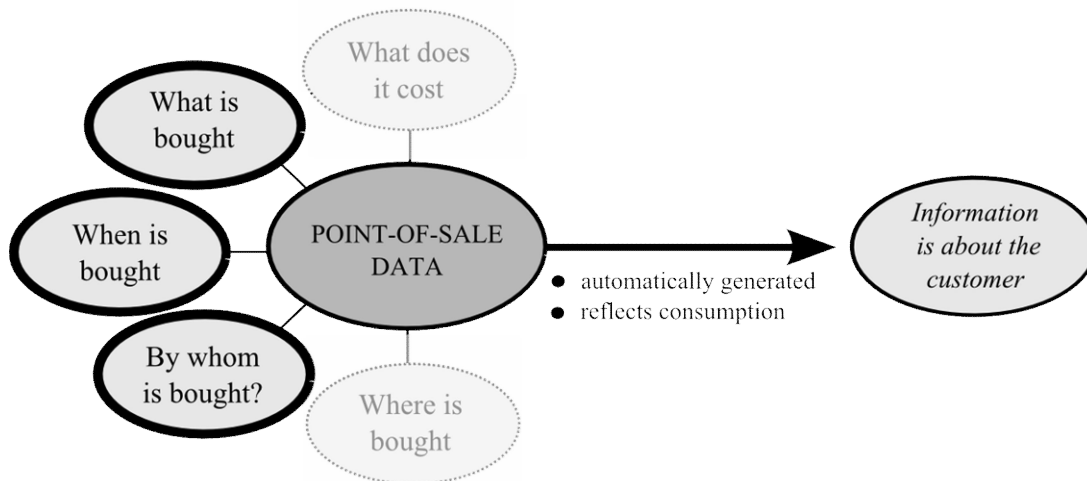 What does
it cost
What is
bought
When is
bought
By whom
is bought?
Where is
bought
POINT-OF-SALE
DATA
automatically generated
reflects consumption
Information
is about the
customer